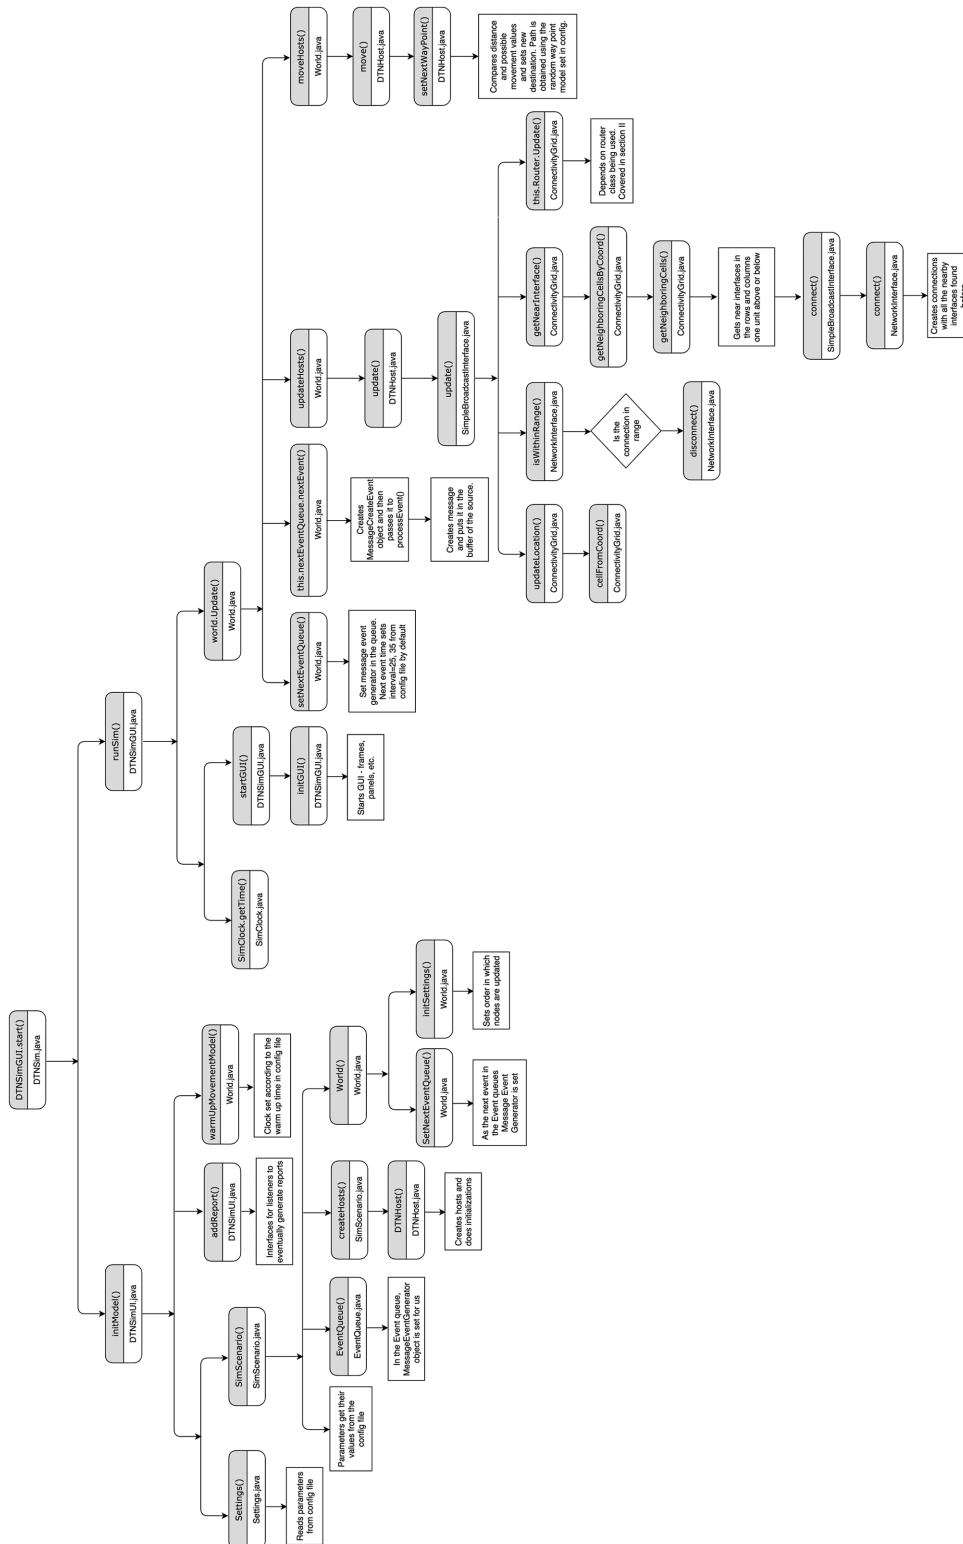 DTNSimGUI.start()
DTNSim.java
initModel()
DTNSimUI.java
runSim()
DTNSimGUI.java
Settings()
Settings.java
Reads parameters
from config file
SimScenario()
SimScenario.java
addReport()
DTNSimUI.java
Interfaces for listeners to
eventually generate reports
warmUpMovementModel()
World.java
Clock set according to the
warm up time in config file
Parameters get their
values from the
config file
EventQueue()
EventQueue.java
In the Event queue,
MessageEventGenerator
object is set for us
createHosts()
SimScenario.java
DTNHost()
DTNHost.java
Creates hosts and
does initializations
World()
World.java
SetNextEventQueue()
World.java
As the next event in
the Event queues
Message Event
Generator is set
initSettings()
World.java
Sets order in which
nodes are updated
SimClock.getTime()
SimClock.java
startGUI()
DTNSimGUI.java
initGUI()
DTNSimGUI.java
Starts GUI - frames,
panels, etc.
world.Update()
World.java
setNextEventQueue()
World.java
Set message event
generator in the queue.
Next event time sets
interval=25, 35 from
config file by default
this.nextEventQueue.nextEvent()
World.java
Creates
MessageCreateEvent
object and then
passes it to
processEvent()
Creates message
and puts it in the
buffer of the source.
updateHosts()
World.java
update()
DTNHost.java
update()
SimpleBroadcastInterface.java
updateLocation()
ConnectivityGrid.java
cellFromCoord()
ConnectivityGrid.java
isWithinRange()
NetworkInterface.java
Is the
connection in
range
disconnect()
NetworkInterface.java
getNearInterface()
ConnectivityGrid.java
getNeighboringCellsByCoord()
ConnectivityGrid.java
getNeighboringCells()
ConnectivityGrid.java
Gets near interfaces in
the rows and columns
one unit above or below
connect()
SimpleBroadcastInterface.java
connect()
NetworkInterface.java
Creates connections
with all the nearby
interfaces found
this.Router.Update()
ConnectivityGrid.java
Depends on router
class being used.
Covered in section II
moveHosts()
World.java
move()
DTNHost.java
setNextWayPoint()
DTNHost.java
Compares distance
and possible
movement values
and sets new
destination. Path is
obtained using the
random way point
model set in config.